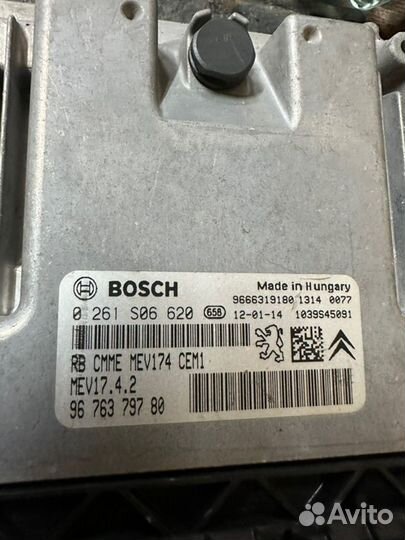 BOSCH
Made in Hungary
9666319180 1314 0077
0 261 S06 620 656 12-01-14 1039S45091
RB CMME MEV174 CEM1
MEV17.4.2
96 763 797 80
Avito